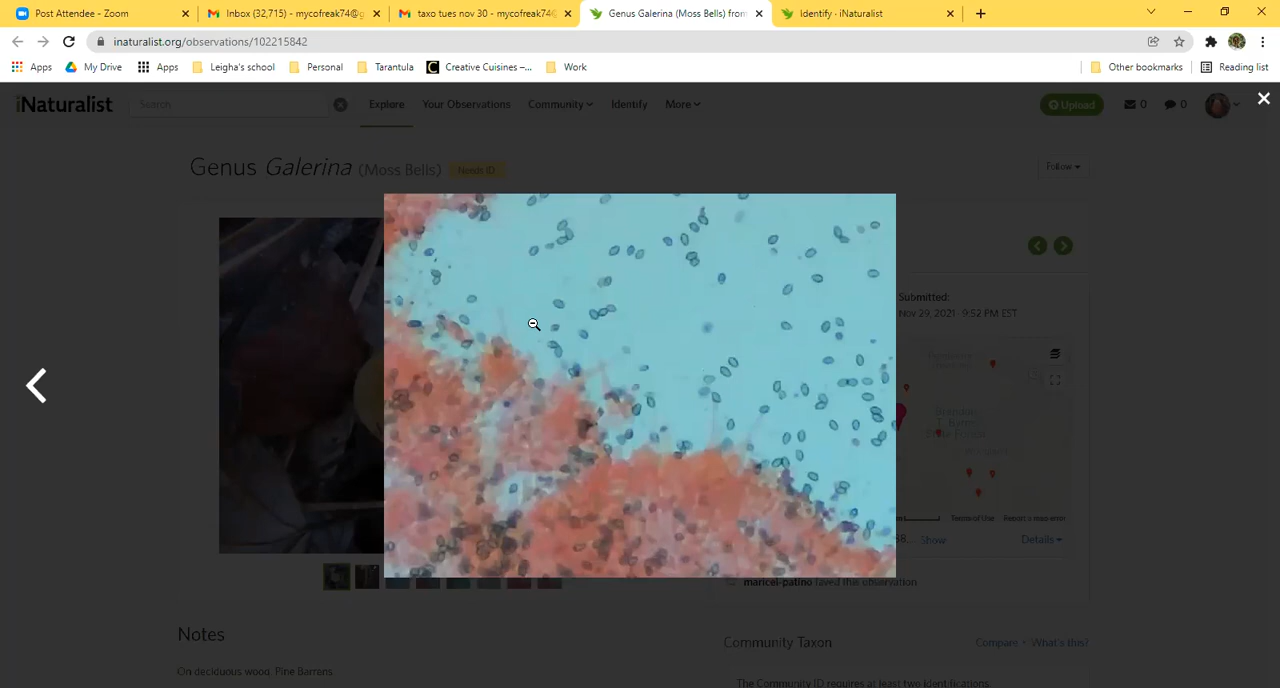 Post Attendee - Zoom
Inbox (32,715) - mycofreak74@g
taxo tues nov 30 - mycofreak74@
Genus Galerina (Moss Bells) from
Identify · iNaturalist
inaturalist.org/observations/102215842
Apps
My Drive
Apps
Leigha's school
Personal
Tarantula
Creative Cuisines –...
Work
Other bookmarks
Reading list
iNaturalist
Search
Explore
Your Observations
Community
Identify
More
Upload
0
0
Genus Galerina (Moss Bells)
Needs ID
Follow
Submitted:
Nov 29, 2021 · 9:52 PM EST
Terms of Use
Report a map error
Show
Details
maricel-patino faved this observation
Notes
On deciduous wood. Pine Barrens
Community Taxon
Compare · What's this?
The Community ID requires at least two identifications.